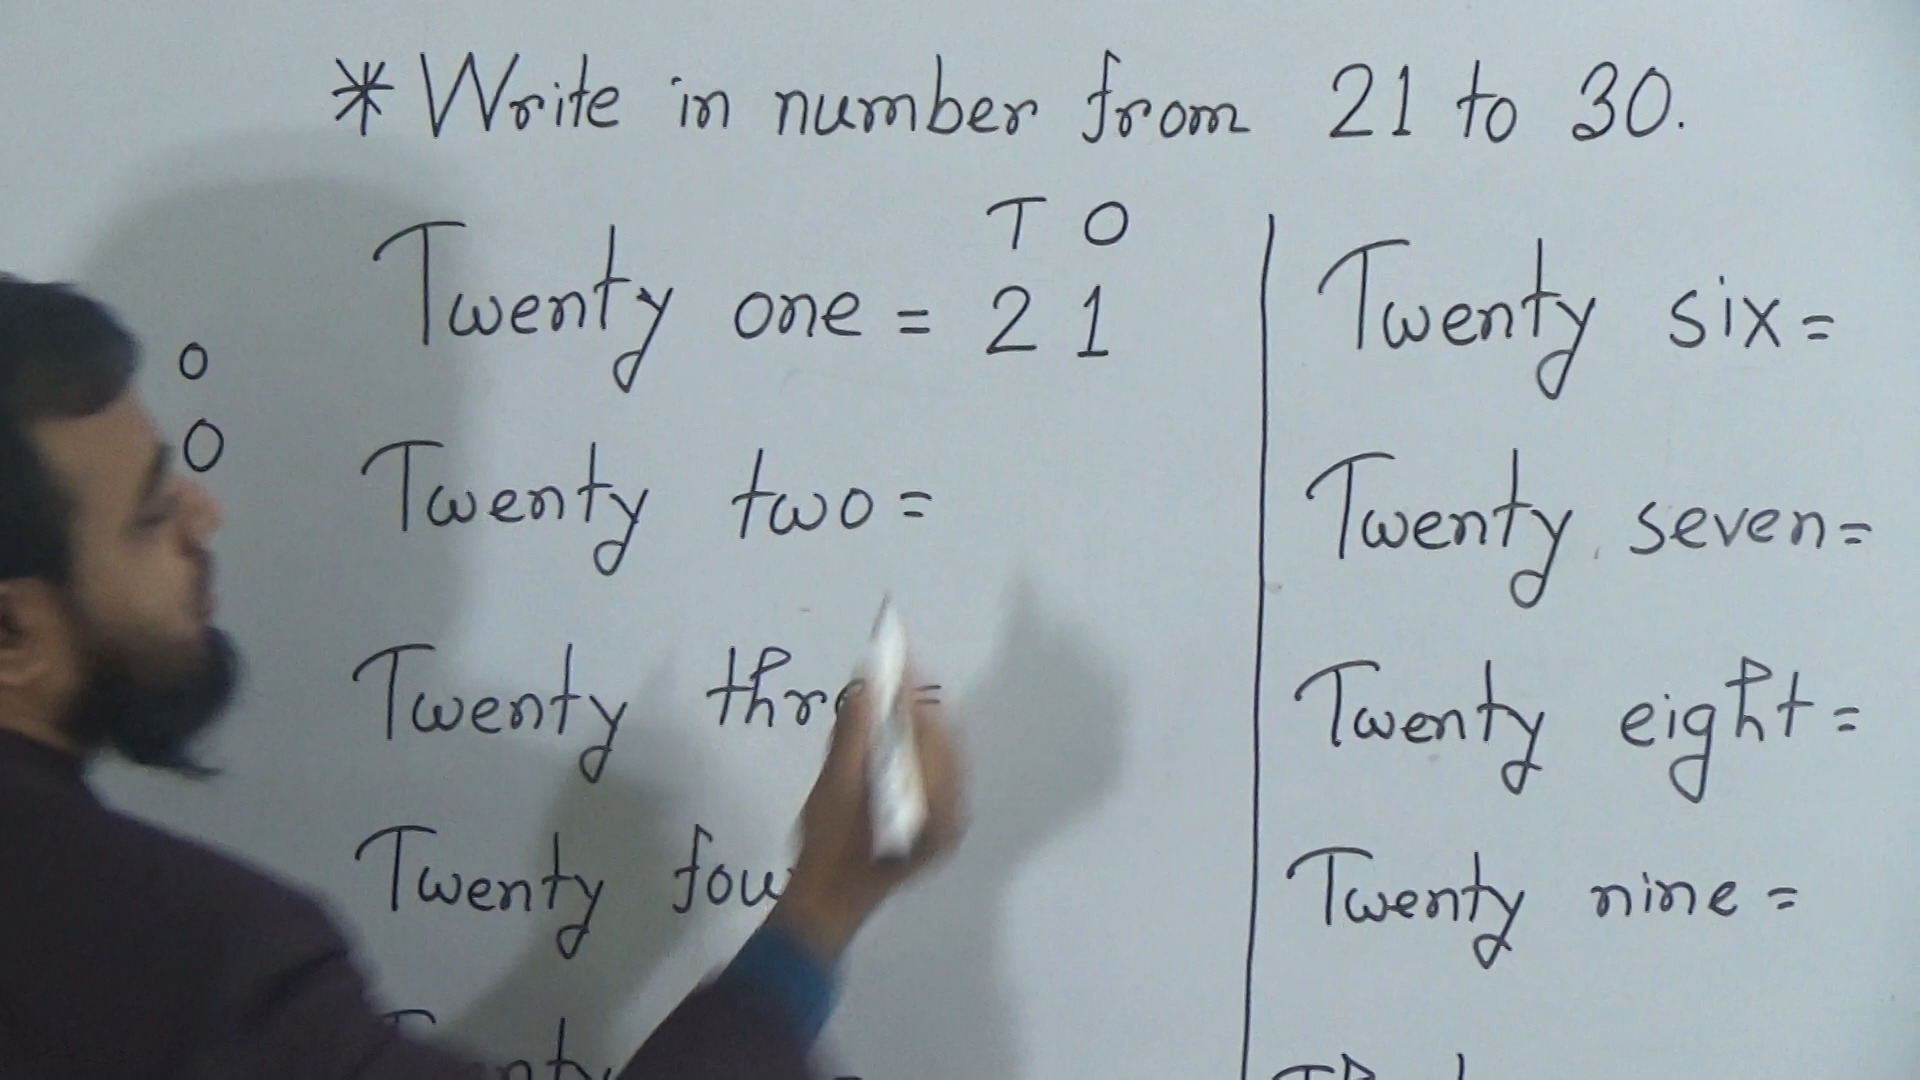 * Write in number from 21 to 30.
T O
Twenty one = 2 1
o
O
Twenty two =
Twenty =
Twenty
Twenty six =
Twenty seven =
Twenty eight =
Twenty nine =